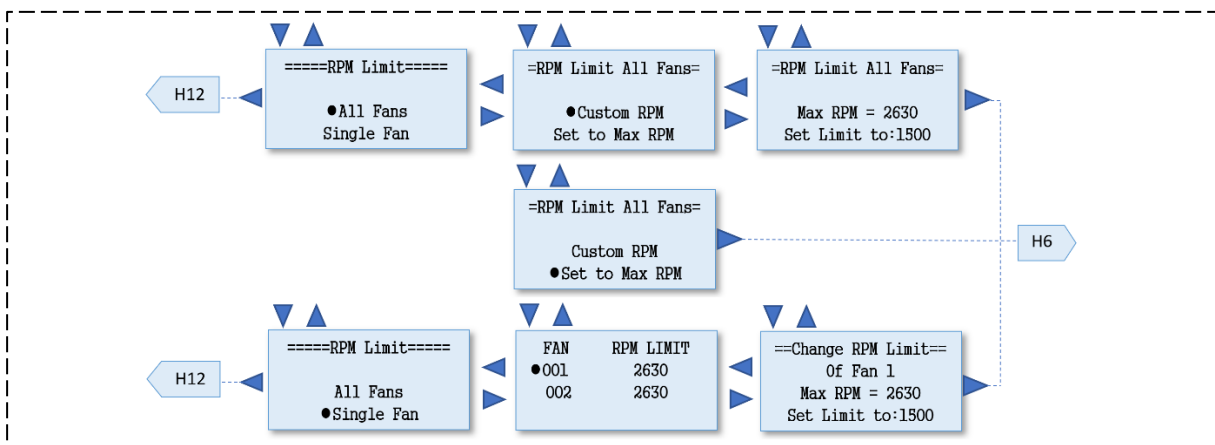 H12
=====RPM Limit=====
●All Fans
Single Fan
=RPM Limit All Fans=
●Custom RPM
Set to Max RPM
=RPM Limit All Fans=
Max RPM = 2630
Set Limit to:1500
=RPM Limit All Fans=
Custom RPM
●Set to Max RPM
H6
H12
=====RPM Limit=====
All Fans
●Single Fan
FAN RPM LIMIT
●001 2630
002 2630
==Change RPM Limit==
Of Fan 1
Max RPM = 2630
Set Limit to:1500